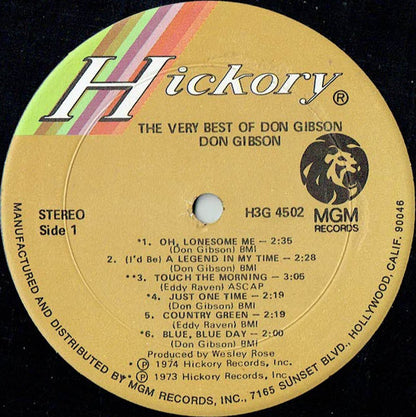 Hickory®
THE VERY BEST OF DON GIBSON
DON GIBSON
STEREO
Side 1
H3G 4502
MGM
RECORDS
*1. OH, LONESOME ME – 2:35
(Don Gibson) BMI
2. (I'd Be) A LEGEND IN MY TIME – 2:28
(Don Gibson) BMI
**3. TOUCH THE MORNING – 3:05
(Eddy Raven) ASCAP
*4. JUST ONE TIME – 2:19
(Don Gibson) BMI
5. COUNTRY GREEN – 2:19
(Eddy Raven) BMI
*6. BLUE, BLUE DAY – 2:00
(Don Gibson) BMI
Produced by Wesley Rose
* Ⓟ 1974 Hickory Records, Inc.
** Ⓟ 1973 Hickory Records, Inc.
MANUFACTURED AND DISTRIBUTED BY MGM RECORDS, INC., 7165 SUNSET BLVD., HOLLYWOOD, CALIF. 90046